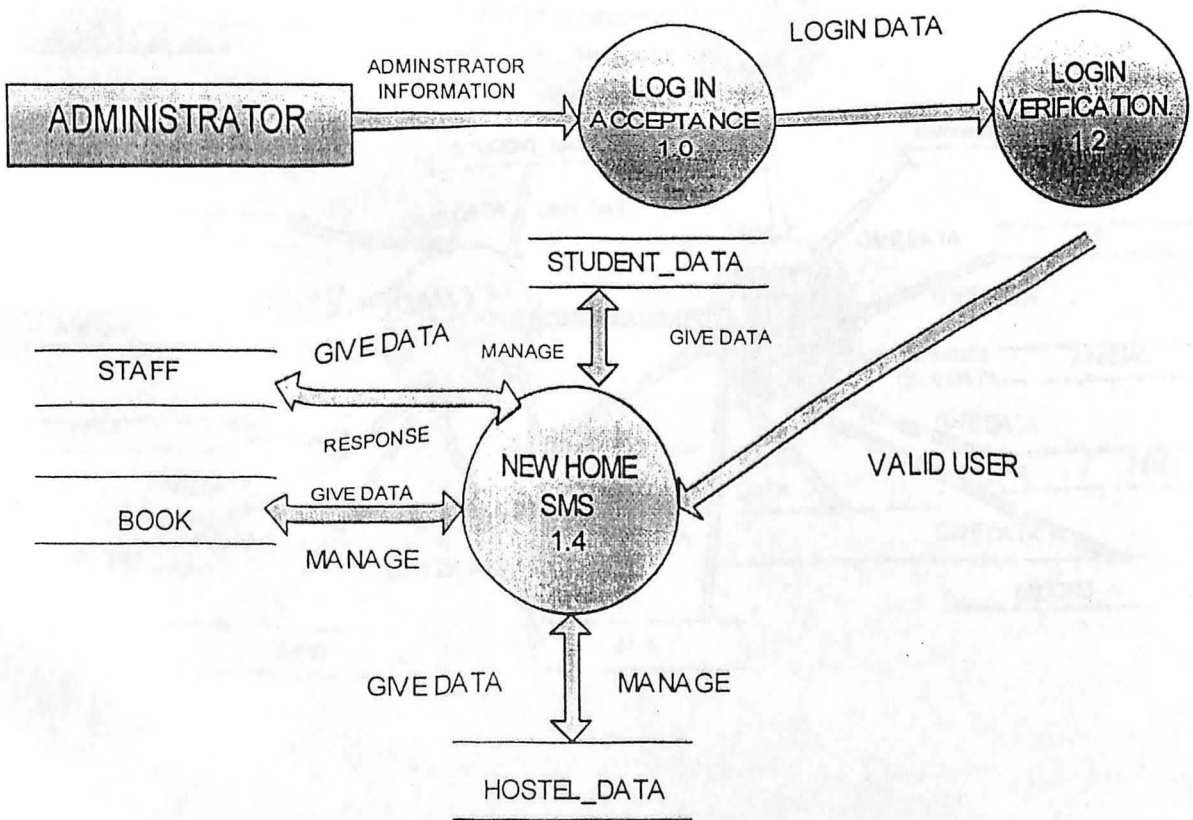 LOGIN DATA
ADMINSTRATOR
INFORMATION
ADMINISTRATOR
LOG IN
ACCEPTANCE
1.0
LOGIN
VERIFICATION.
1.2
STUDENT_DATA
GIVE DATA
MANAGE
GIVE DATA
STAFF
RESPONSE
NEW HOME
SMS
1.4
VALID USER
GIVE DATA
BOOK
MANAGE
GIVE DATA
MANAGE
HOSTEL_DATA